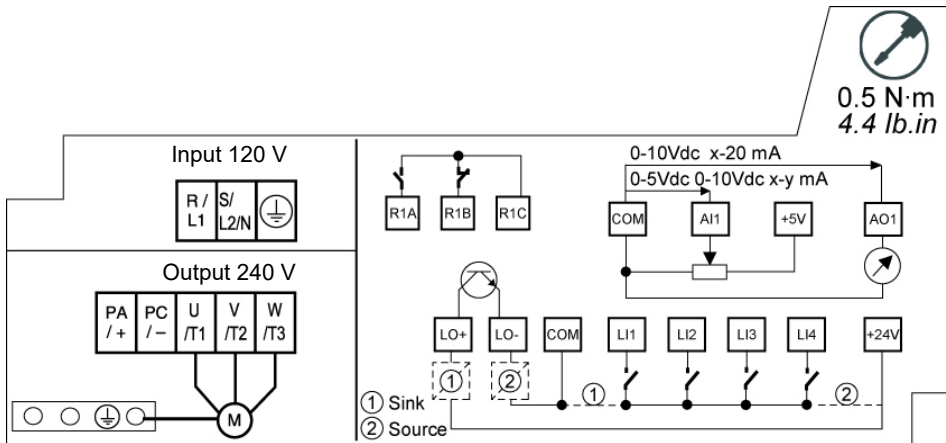 0.5 N·m
4.4 lb.in
Input 120 V
R /
L1
S/
L2/N
Output 240 V
PA
/ +
PC
/ –
U
/T1
V
/T2
W
/T3
M
R1A
R1B
R1C
0-10Vdc x-20 mA
0-5Vdc 0-10Vdc x-y mA
COM
AI1
+5V
AO1
LO+
LO-
COM
LI1
LI2
LI3
LI4
+24V
1
2
1
2
1 Sink
2 Source